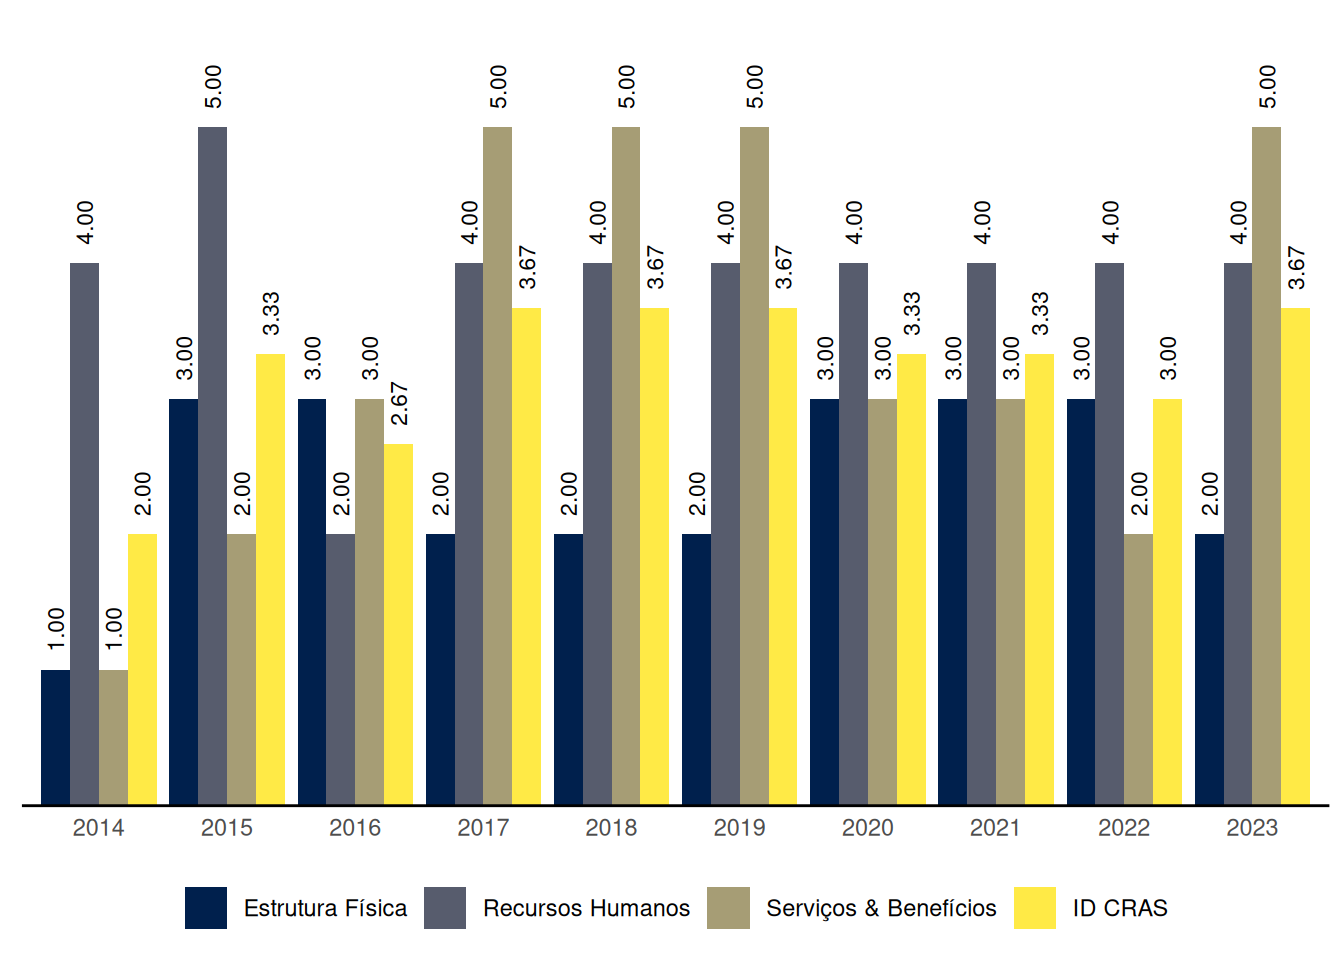 5.00 5.00 5.00 5.00 5.00
4.00 4.00 4.00 4.00 4.00 4.00 4.00 4.00
3.67 3.67 3.67 3.67
3.33 3.33 3.33
3.00 3.00 3.00 3.00 3.00 3.00 3.00 3.00 3.00
2.67
2.00 2.00 2.00 2.00 2.00 2.00 2.00 2.00
1.00 1.00
2014 2015 2016 2017 2018 2019 2020 2021 2022 2023
Estrutura Física Recursos Humanos Serviços & Benefícios ID CRAS